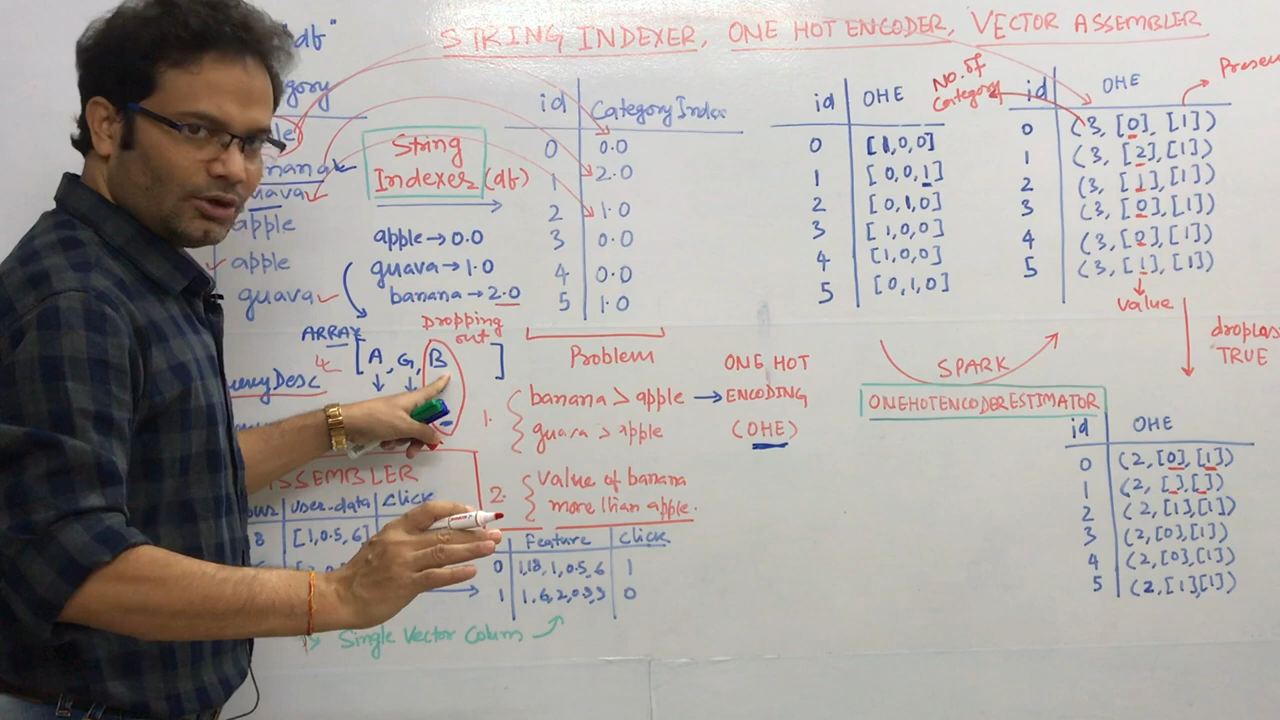 "db"
STRING INDEXER, ONE HOT ENCODER, VECTOR ASSEMBLER
String
Indexer (db)
apple → 0.0
guava → 1.0
banana → 2.0
apple
apple
guava
id Category Index
0 0.0
1 2.0
2 1.0
3 0.0
4 0.0
5 1.0
Problem
1. banana > apple →
guava > apple
2. Value of banana
more than apple.
ONE HOT
ENCODING
(OHE)
ARRAY
[A, G, B]
Dropping
out
id OHE
0 [1,0,0]
1 [0,0,1]
2 [0,1,0]
3 [1,0,0]
4 [1,0,0]
5 [0,1,0]
No. of
Category
id OHE
0 (3, [0], [1])
1 (3, [2], [1])
2 (3, [1], [1])
3 (3, [0], [1])
4 (3, [0], [1])
5 (3, [1], [1])
value
SPARK
TRUE
ONEHOTENCODERESTIMATOR
id OHE
0 (2, [0], [1])
1 (2, [ ], [ ])
2 (2, [1], [1])
3 (2, [0], [1])
4 (2, [0], [1])
5 (2, [1] [1])
user-data Click
8 [1, 0.5, 6]
Feature Click
0 1, 18, 1, 0.5, 6 1
1 0
Single Vector Column